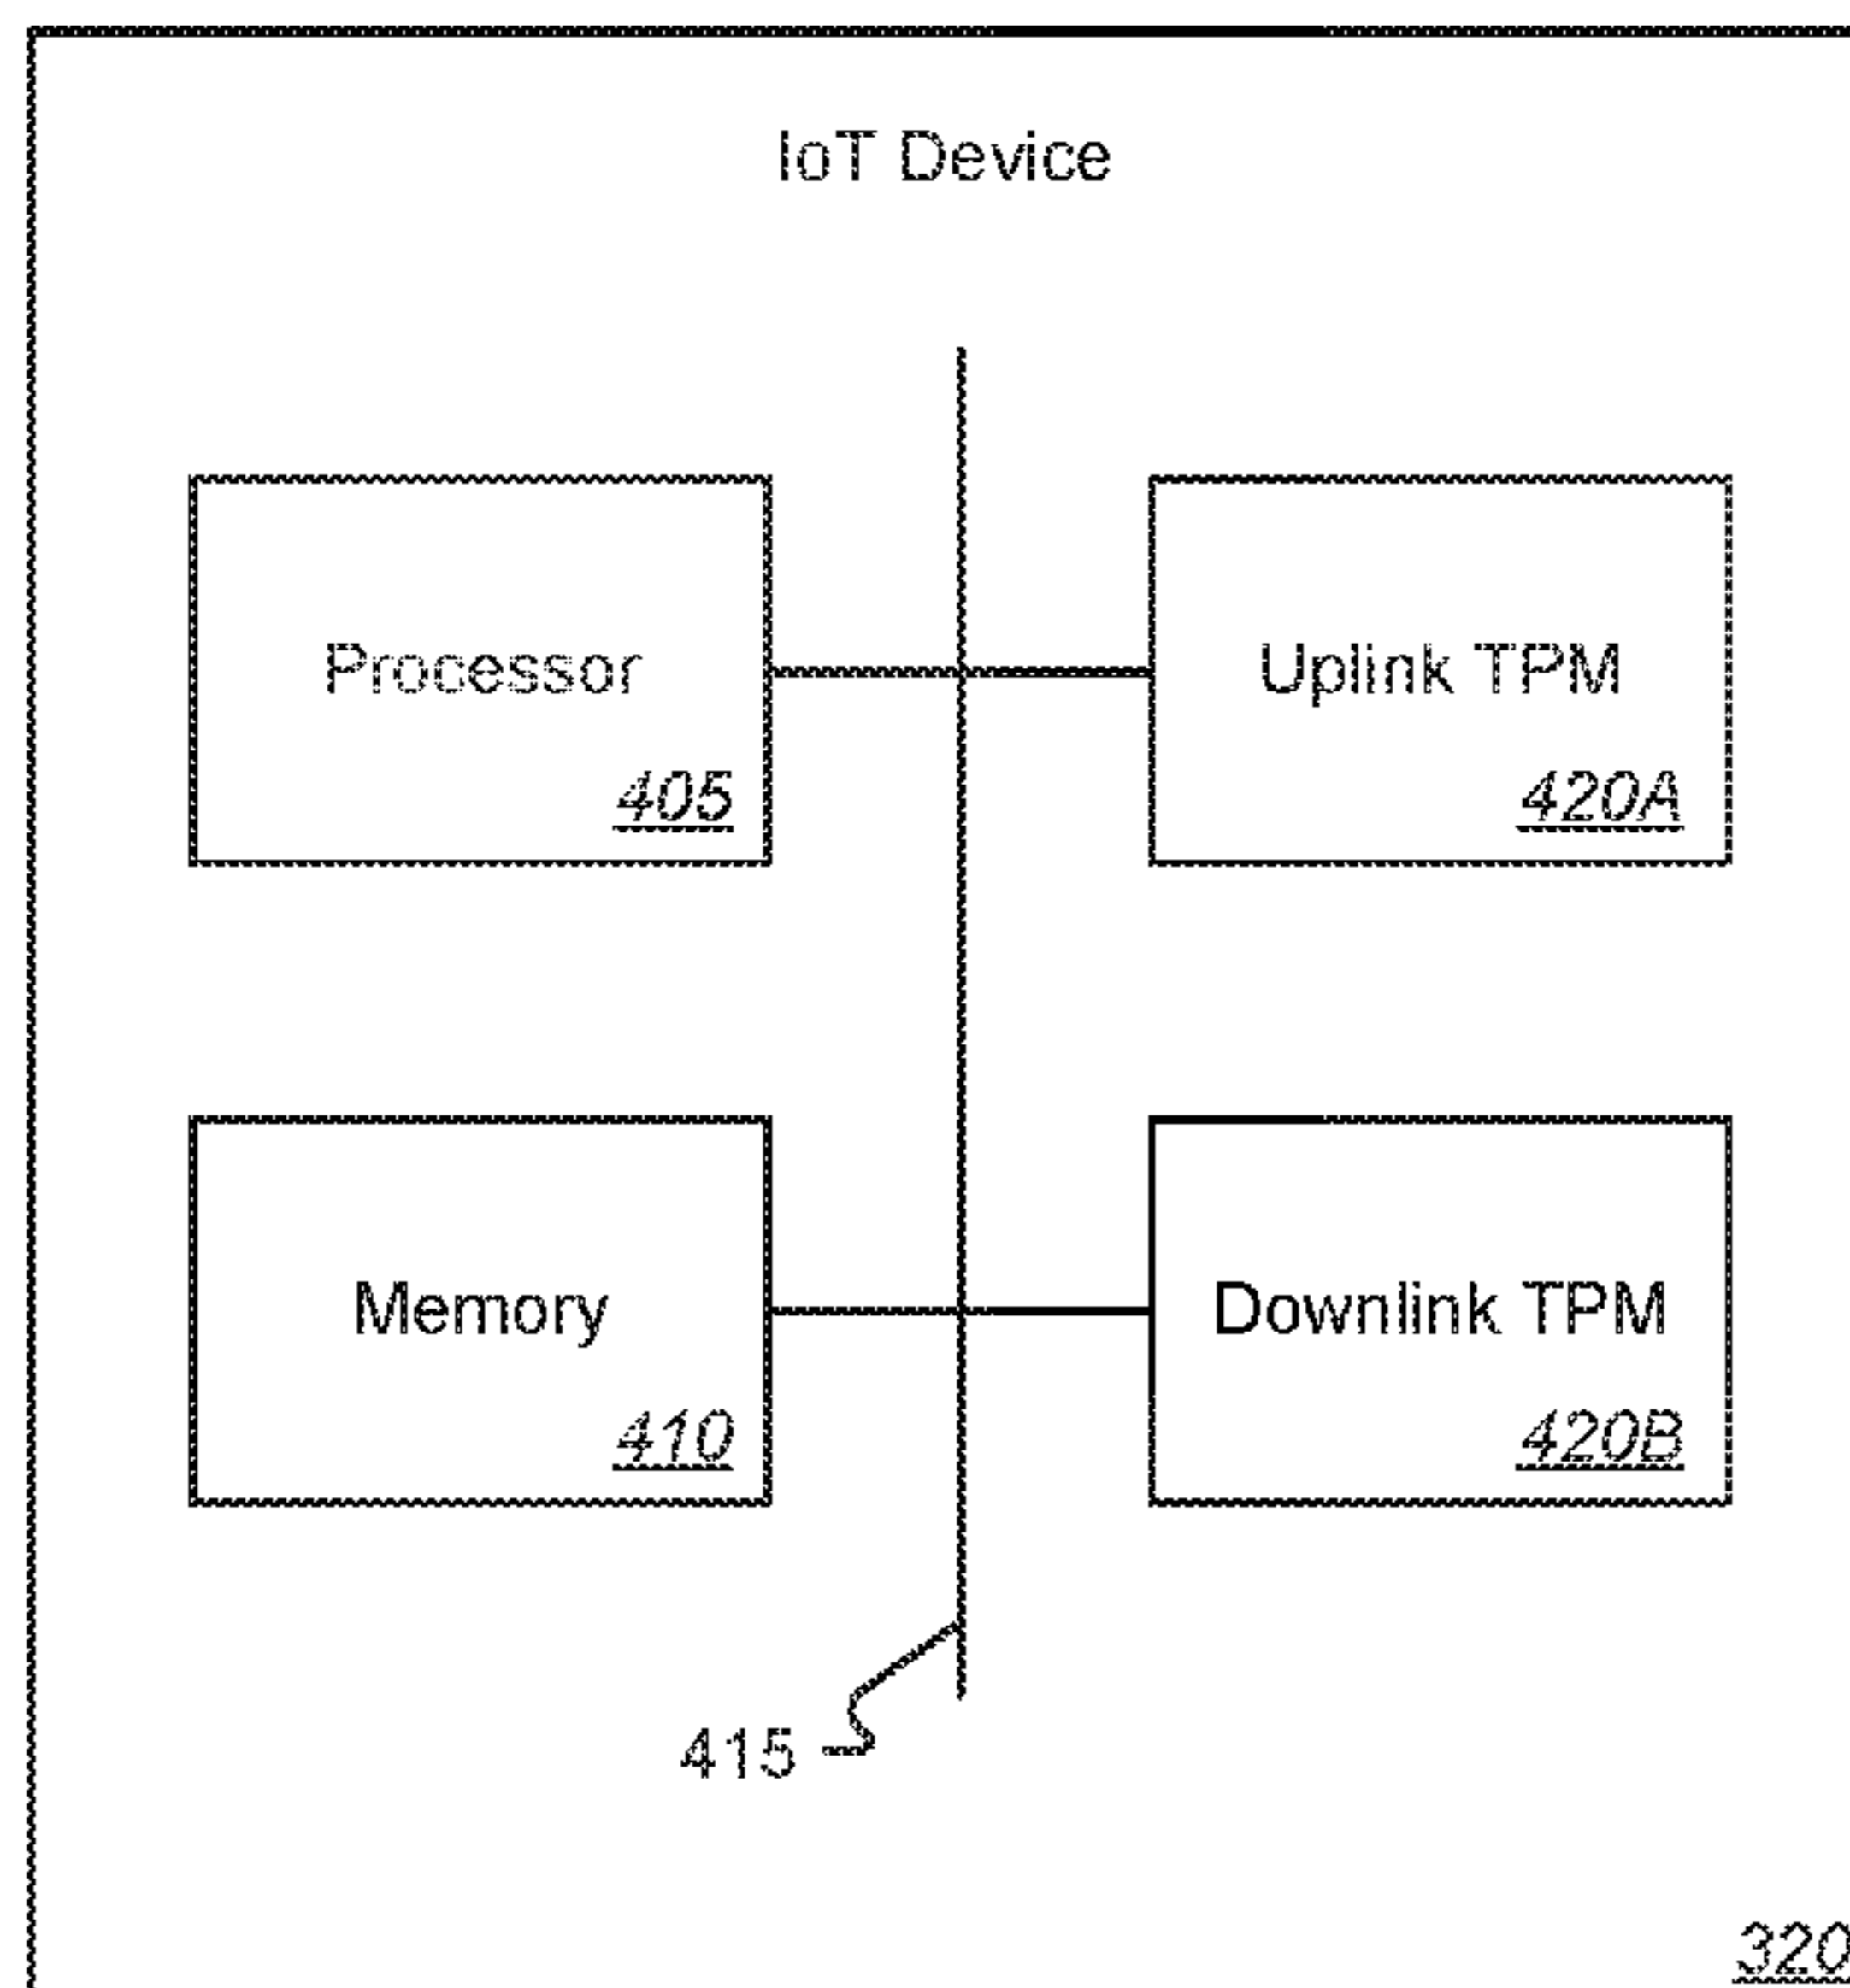 IoT Device
Processor
405
Uplink TPM
420A
Memory
410
Downlink TPM
420B
415
320